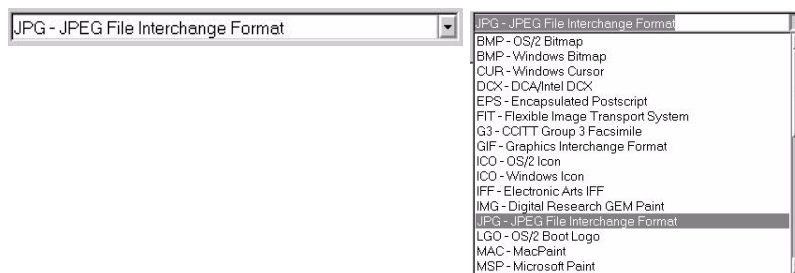 JPG - JPEG File Interchange Format
JPG - JPEG File Interchange Format
BMP - OS/2 Bitmap
BMP - Windows Bitmap
CUR - Windows Cursor
DCX - DCA/Intel DCX
EPS - Encapsulated Postscript
FIT - Flexible Image Transport System
G3 - CCITT Group 3 Facsimile
GIF - Graphics Interchange Format
ICO - OS/2 Icon
ICO - Windows Icon
IFF - Electronic Arts IFF
IMG - Digital Research GEM Paint
JPG - JPEG File Interchange Format
LGO - OS/2 Boot Logo
MAC - MacPaint
MSP - Microsoft Paint